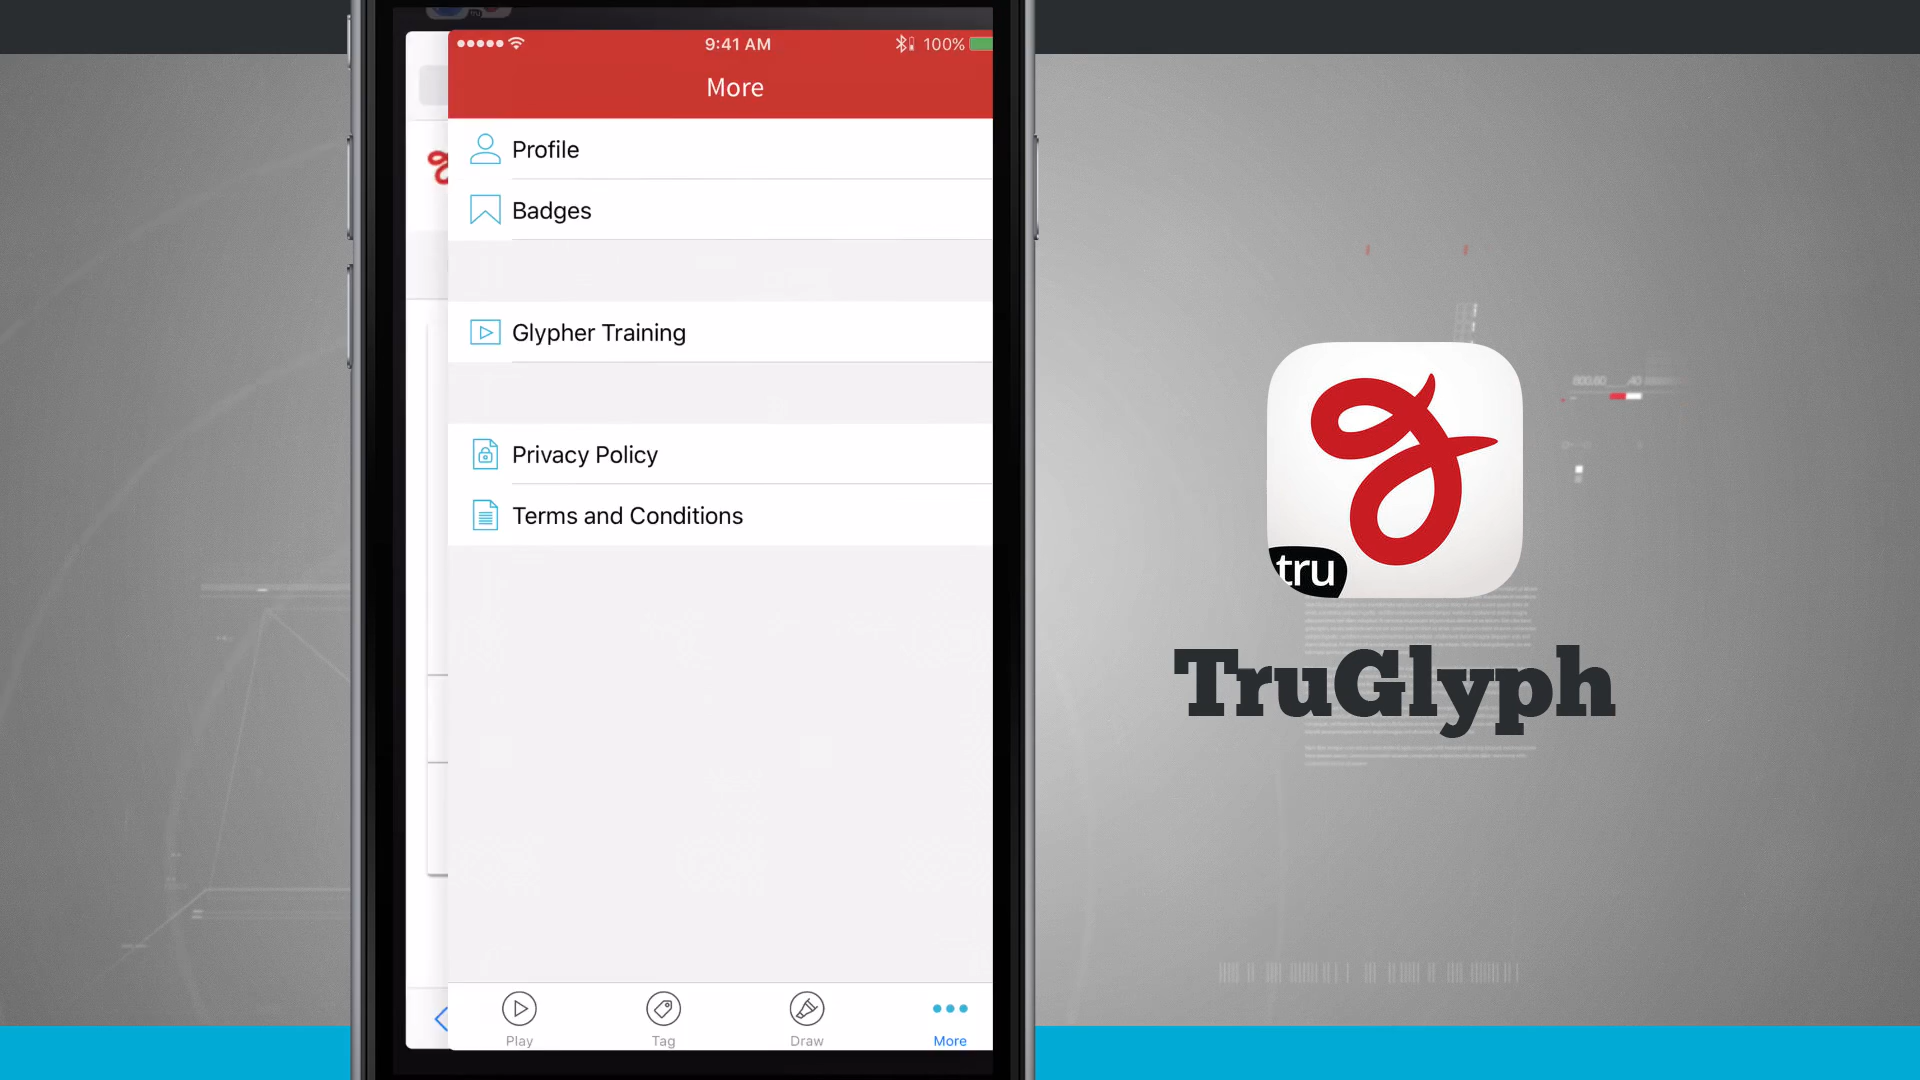 9:41 AM
100%
More
Profile
Badges
Glypher Training
Privacy Policy
Terms and Conditions
Play
Tag
Draw
More
tru
TruGlyph